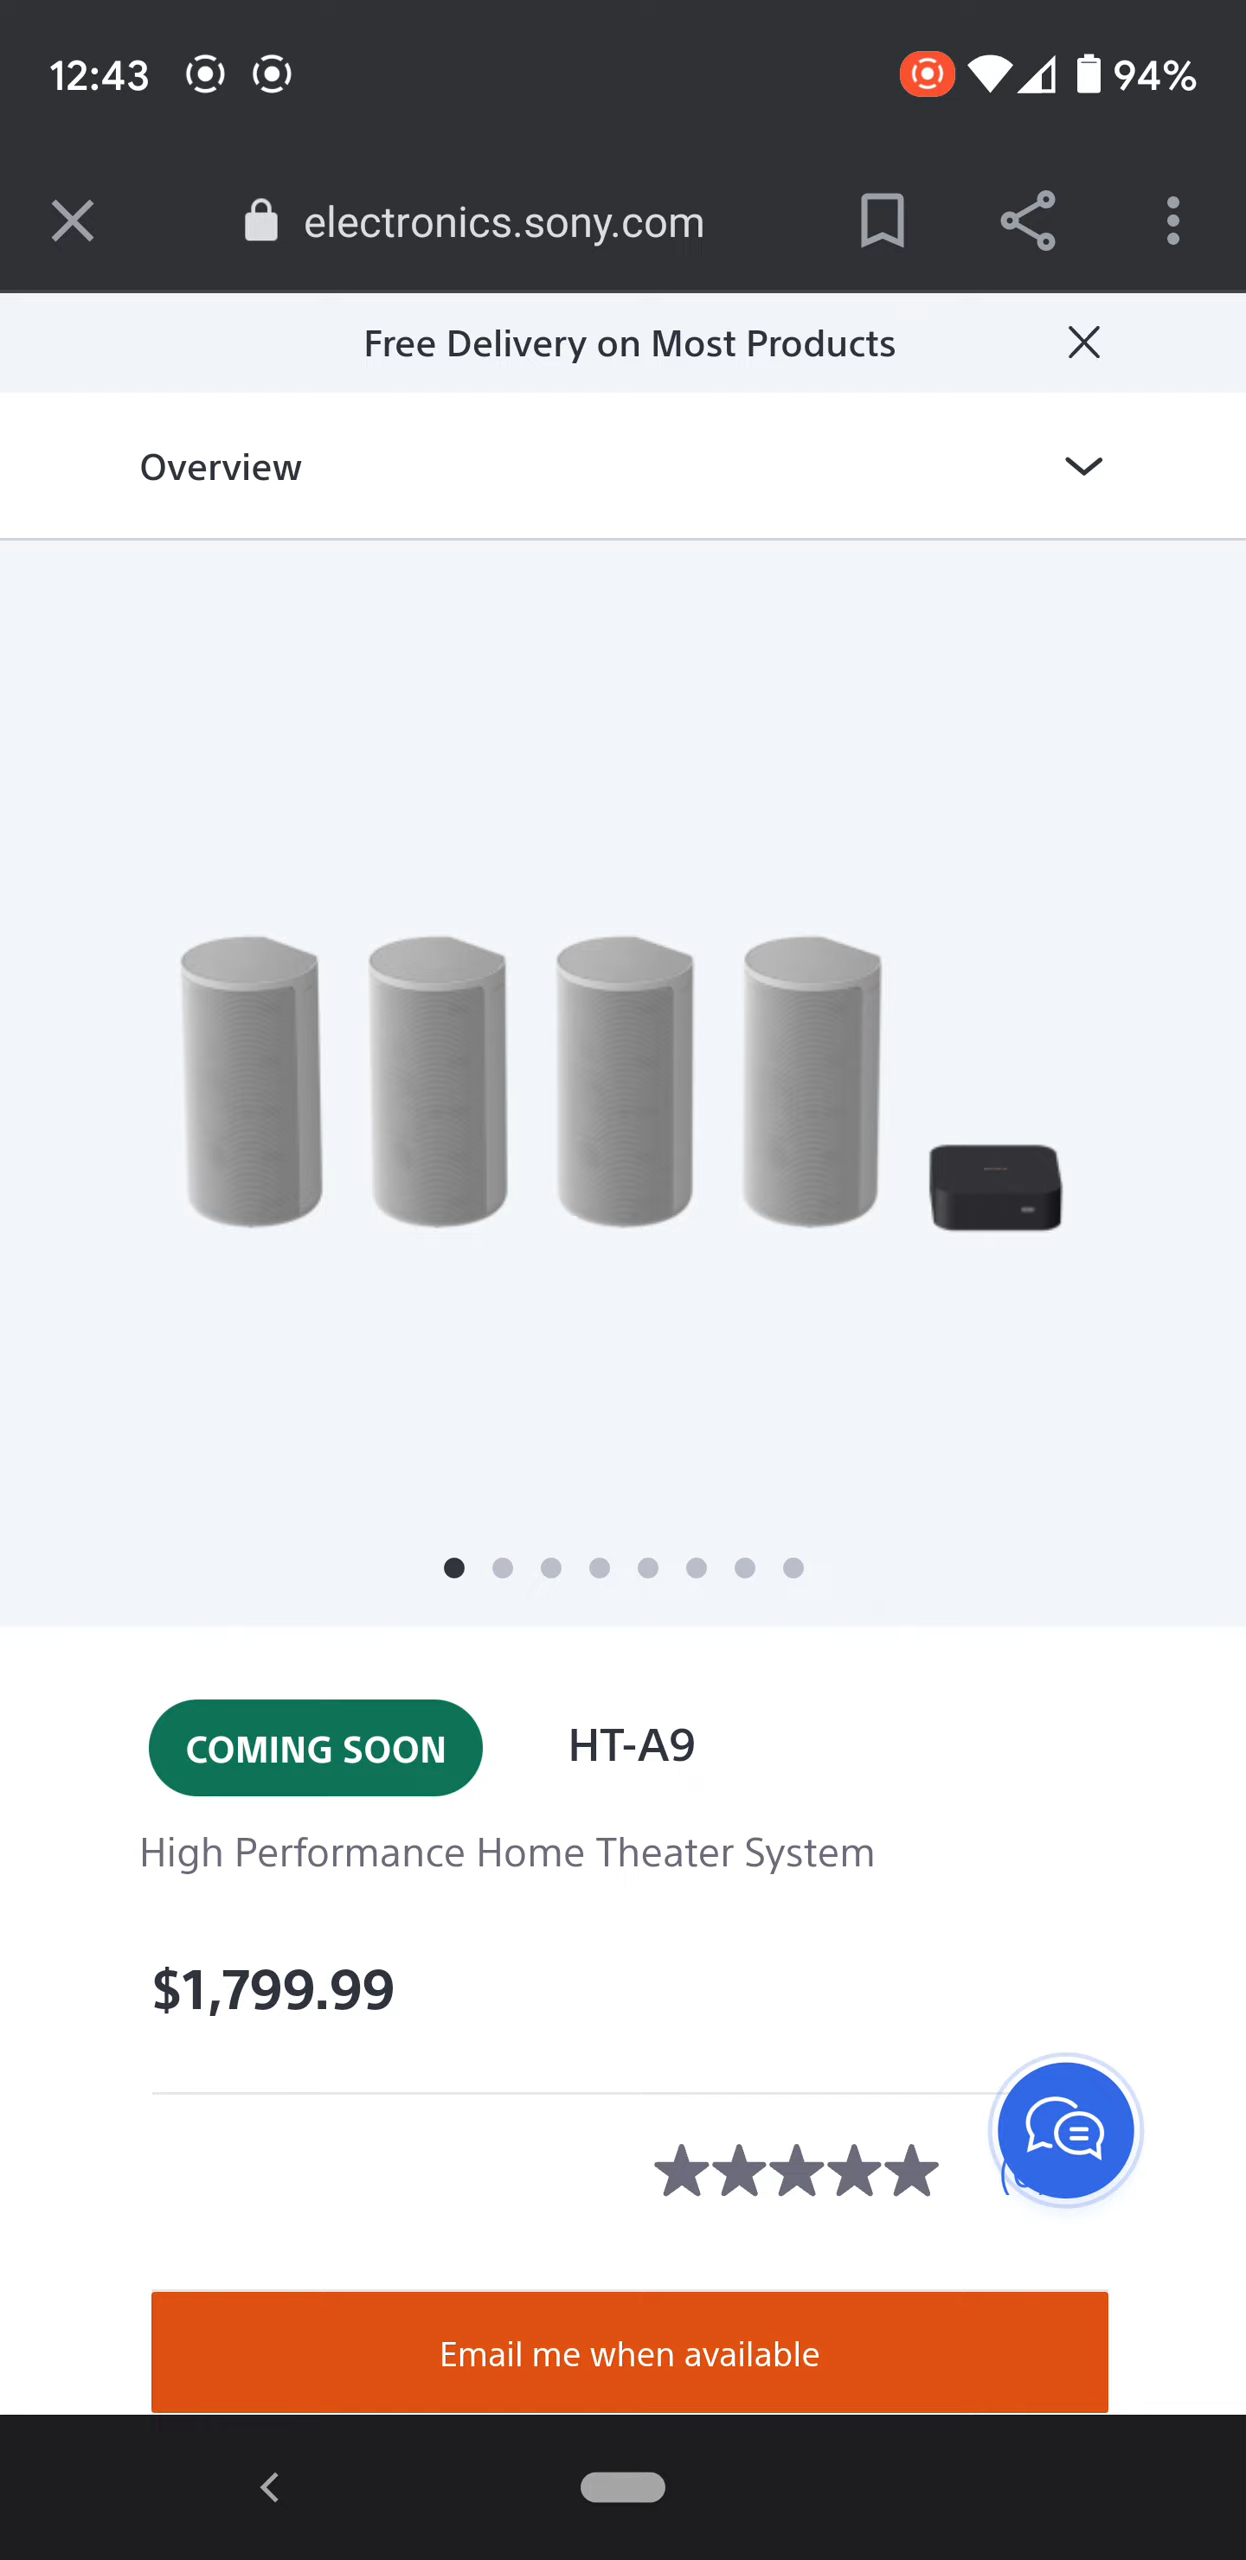 12:43
94%
electronics.sony.com
Free Delivery on Most Products
Overview
COMING SOON
HT-A9
High Performance Home Theater System
$1,799.99
Email me when available